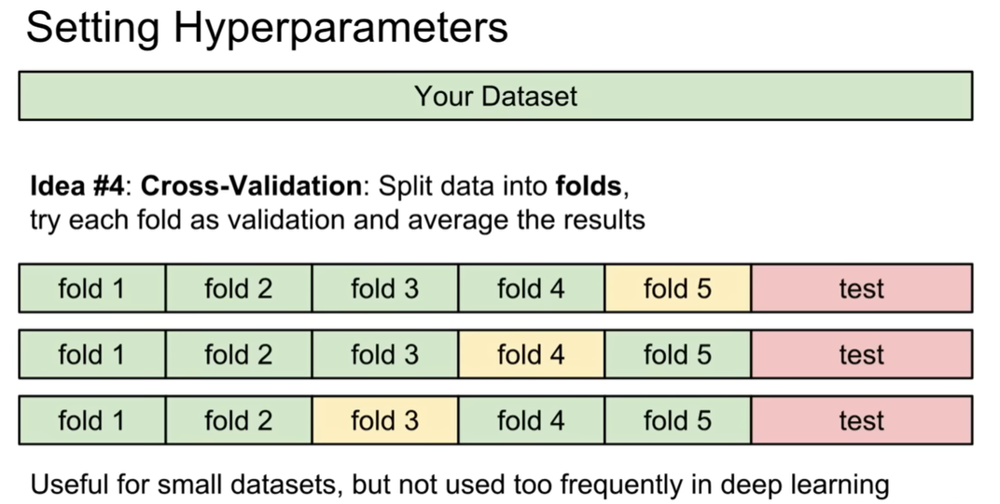 Setting Hyperparameters
Your Dataset
Idea #4: Cross-Validation: Split data into folds,
try each fold as validation and average the results
fold 1 fold 2 fold 3 fold 4 fold 5 test
fold 1 fold 2 fold 3 fold 4 fold 5 test
fold 1 fold 2 fold 3 fold 4 fold 5 test
Useful for small datasets, but not used too frequently in deep learning